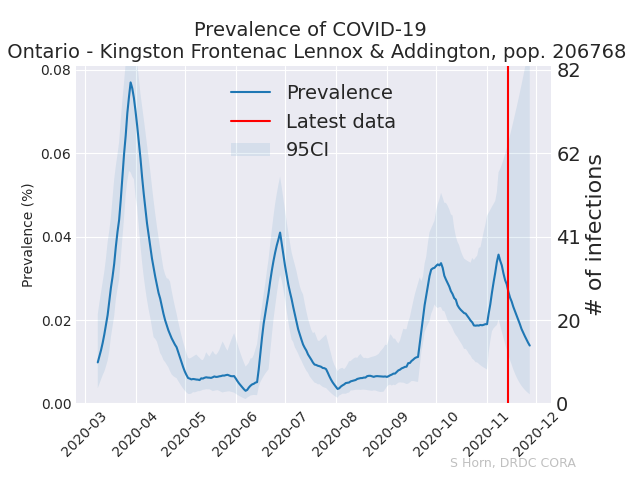 Prevalence of COVID-19
Ontario - Kingston Frontenac Lennox & Addington, pop. 206768
Prevalence
Latest data
95CI
Prevalence (%)
0.08
0.06
0.04
0.02
0.00
82
62
41
20
0
# of infections
2020-03
2020-04
2020-05
2020-06
2020-07
2020-08
2020-09
2020-10
2020-11
2020-12
S Horn, DRDC CORA